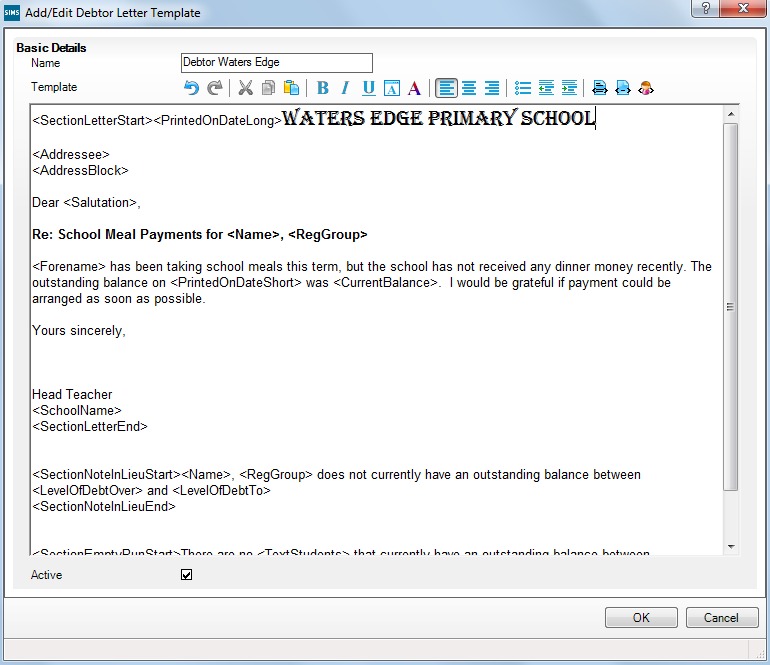 SIMS Add/Edit Debtor Letter Template
Basic Details
Name Debtor Waters Edge
Template
B I U A A
<SectionLetterStart><PrintedOnDateLong>WATERS EDGE PRIMARY SCHOOL
<Addressee>
<AddressBlock>
Dear <Salutation>,
Re: School Meal Payments for <Name>, <RegGroup>
<Forename> has been taking school meals this term, but the school has not received any dinner money recently. The
outstanding balance on <PrintedOnDateShort> was <CurrentBalance>.  I would be grateful if payment could be
arranged as soon as possible.
Yours sincerely,
Head Teacher
<SchoolName>
<SectionLetterEnd>
<SectionNoteInLieuStart><Name>, <RegGroup> does not currently have an outstanding balance between
<LevelOfDebtOver> and <LevelOfDebtTo>
<SectionNoteInLieuEnd>
<SectionEmptyRunStart>There are no <TextStudents> that currently have an outstanding balance between
Active
OK Cancel